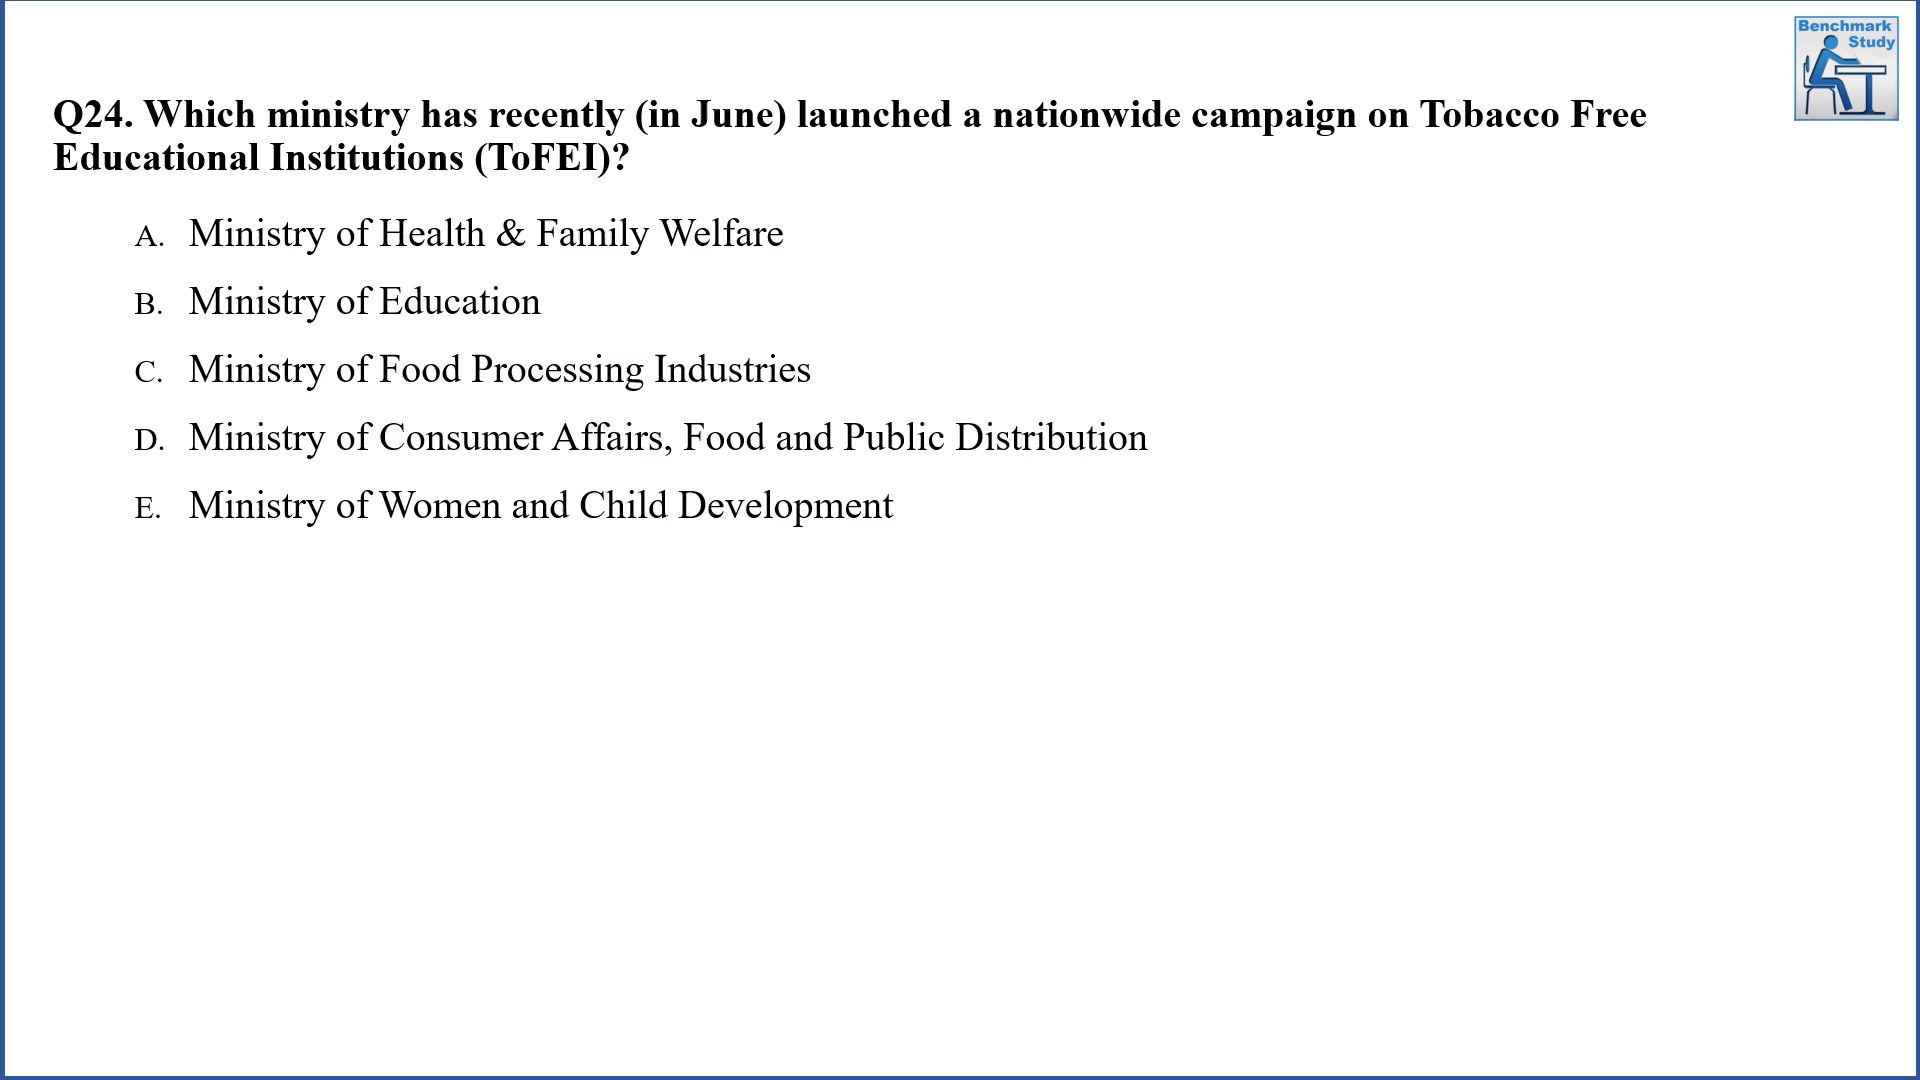 Benchmark
Study
Q24. Which ministry has recently (in June) launched a nationwide campaign on Tobacco Free
Educational Institutions (ToFEI)?
A. Ministry of Health & Family Welfare
B. Ministry of Education
C. Ministry of Food Processing Industries
D. Ministry of Consumer Affairs, Food and Public Distribution
E. Ministry of Women and Child Development